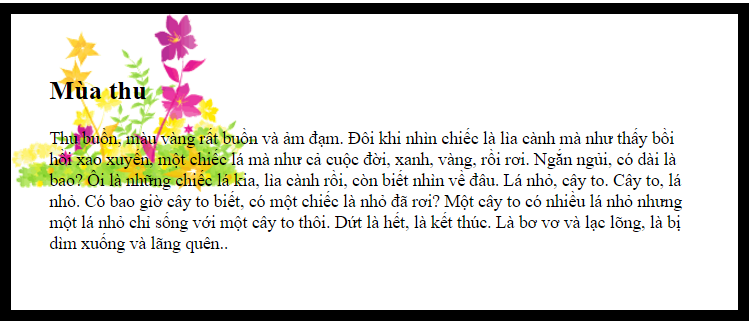 Mùa thu
Thu buồn, màu vàng rất buồn và ảm đạm. Đôi khi nhìn chiếc là lìa cành mà như thấy bồi
hồi xao xuyến, một chiếc lá mà như cả cuộc đời, xanh, vàng, rồi rơi. Ngắn ngủi, có dài là
bao? Ôi là những chiếc lá kia, lìa cành rồi, còn biết nhìn về đâu. Lá nhỏ, cây to. Cây to, lá
nhỏ. Có bao giờ cây to biết, có một chiếc là nhỏ đã rơi? Một cây to có nhiều lá nhỏ nhưng
một lá nhỏ chỉ sống với một cây to thôi. Dứt là hết, là kết thúc. Là bơ vơ và lạc lõng, là bị
dìm xuống và lãng quên..